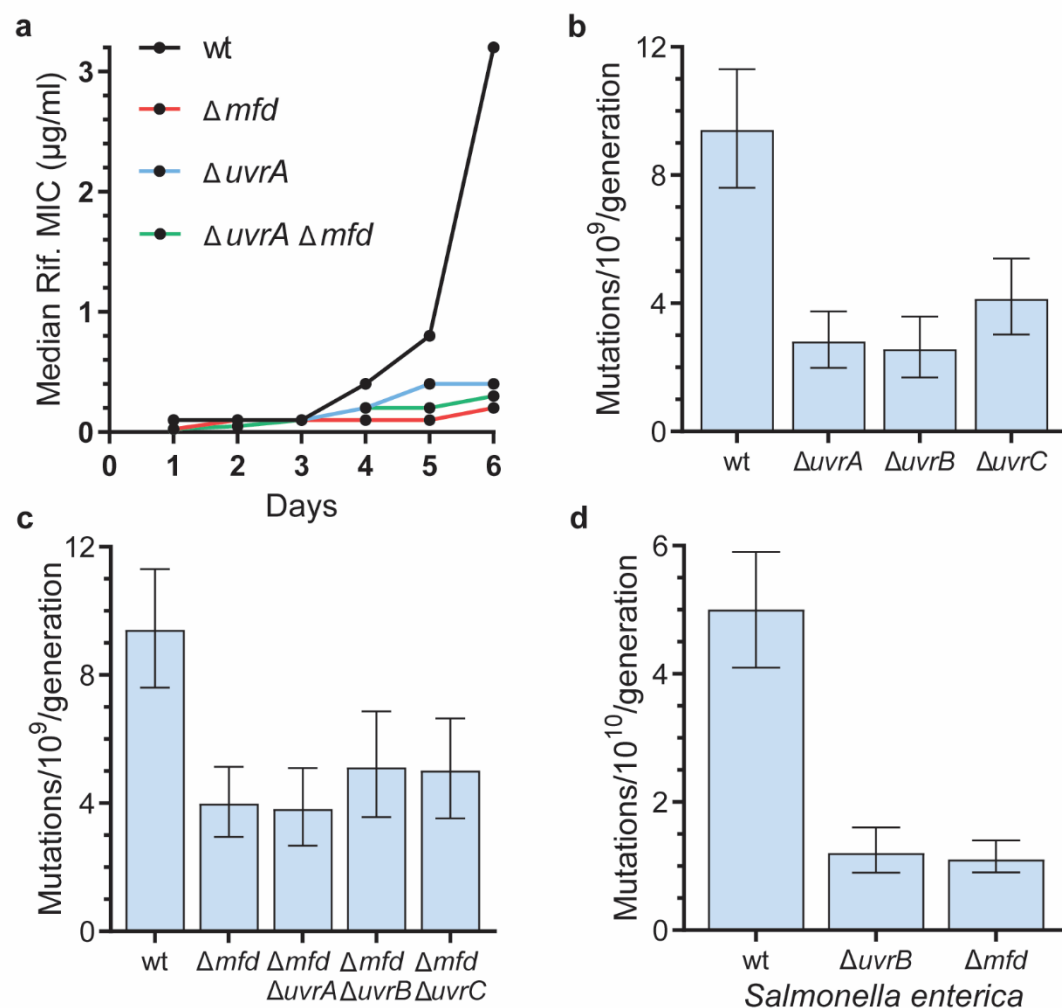 a
wt
Δmfd
ΔuvrA
ΔuvrA Δmfd
Median Rif. MIC (µg/ml)
3
2
1
0
0 1 2 3 4 5 6
Days
b
Mutations/10⁹/generation
12
8
4
0
wt ΔuvrA ΔuvrB ΔuvrC
c
Mutations/10⁹/generation
12
8
4
0
wt Δmfd Δmfd Δmfd Δmfd
ΔuvrA ΔuvrB ΔuvrC
d
Mutations/10¹⁰/generation
6
4
2
0
wt ΔuvrB Δmfd
Salmonella enterica